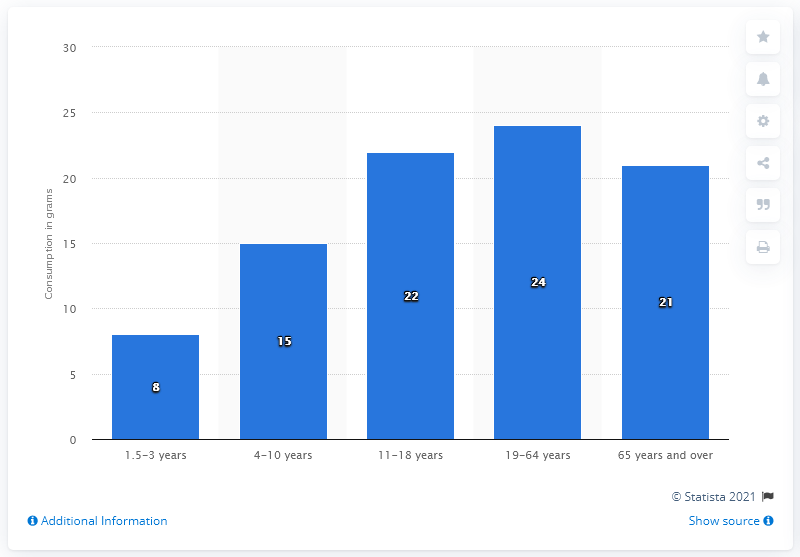 30
25
20
15
10
5
0
Consumption in grams
8
15
22
24
21
1.5–3 years
4–10 years
11–18 years
19–64 years
65 years and over
© Statista 2021
Additional Information
Show source